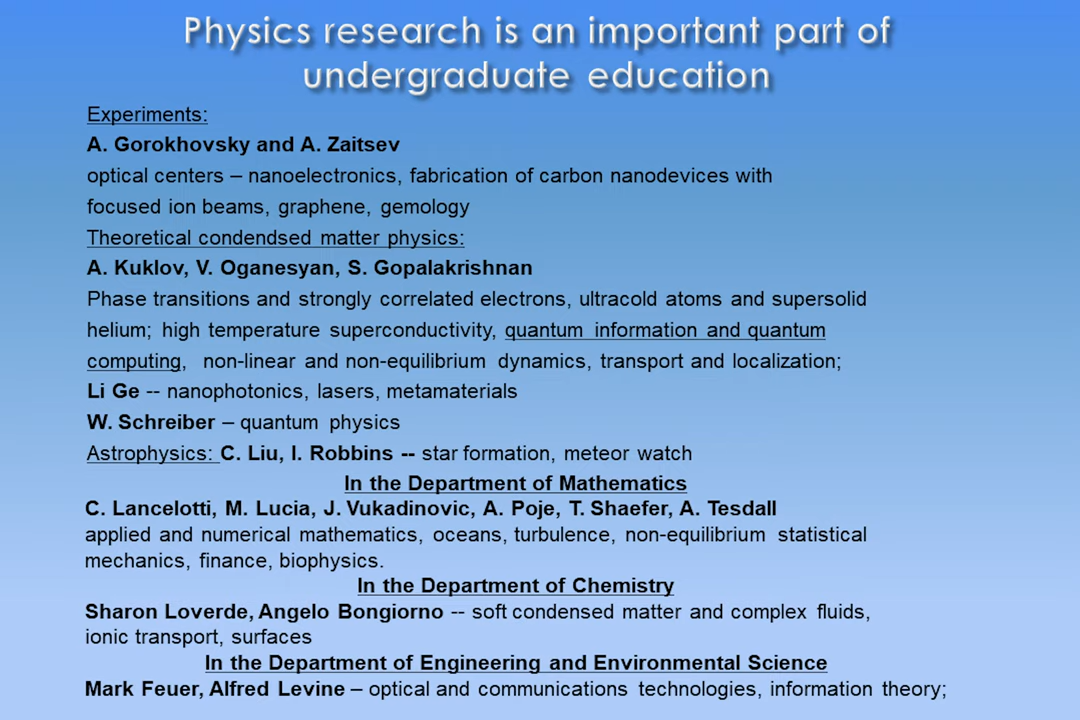 Physics research is an important part of
undergraduate education
Experiments:
A. Gorokhovsky and A. Zaitsev
optical centers – nanoelectronics, fabrication of carbon nanodevices with
focused ion beams, graphene, gemology
Theoretical condendsed matter physics:
A. Kuklov, V. Oganesyan, S. Gopalakrishnan
Phase transitions and strongly correlated electrons, ultracold atoms and supersolid
helium; high temperature superconductivity, quantum information and quantum
computing, non-linear and non-equilibrium dynamics, transport and localization;
Li Ge -- nanophotonics, lasers, metamaterials
W. Schreiber – quantum physics
Astrophysics: C. Liu, I. Robbins -- star formation, meteor watch
In the Department of Mathematics
C. Lancelotti, M. Lucia, J. Vukadinovic, A. Poje, T. Shaefer, A. Tesdall
applied and numerical mathematics, oceans, turbulence, non-equilibrium statistical
mechanics, finance, biophysics.
In the Department of Chemistry
Sharon Loverde, Angelo Bongiorno -- soft condensed matter and complex fluids,
ionic transport, surfaces
In the Department of Engineering and Environmental Science
Mark Feuer, Alfred Levine – optical and communications technologies, information theory;